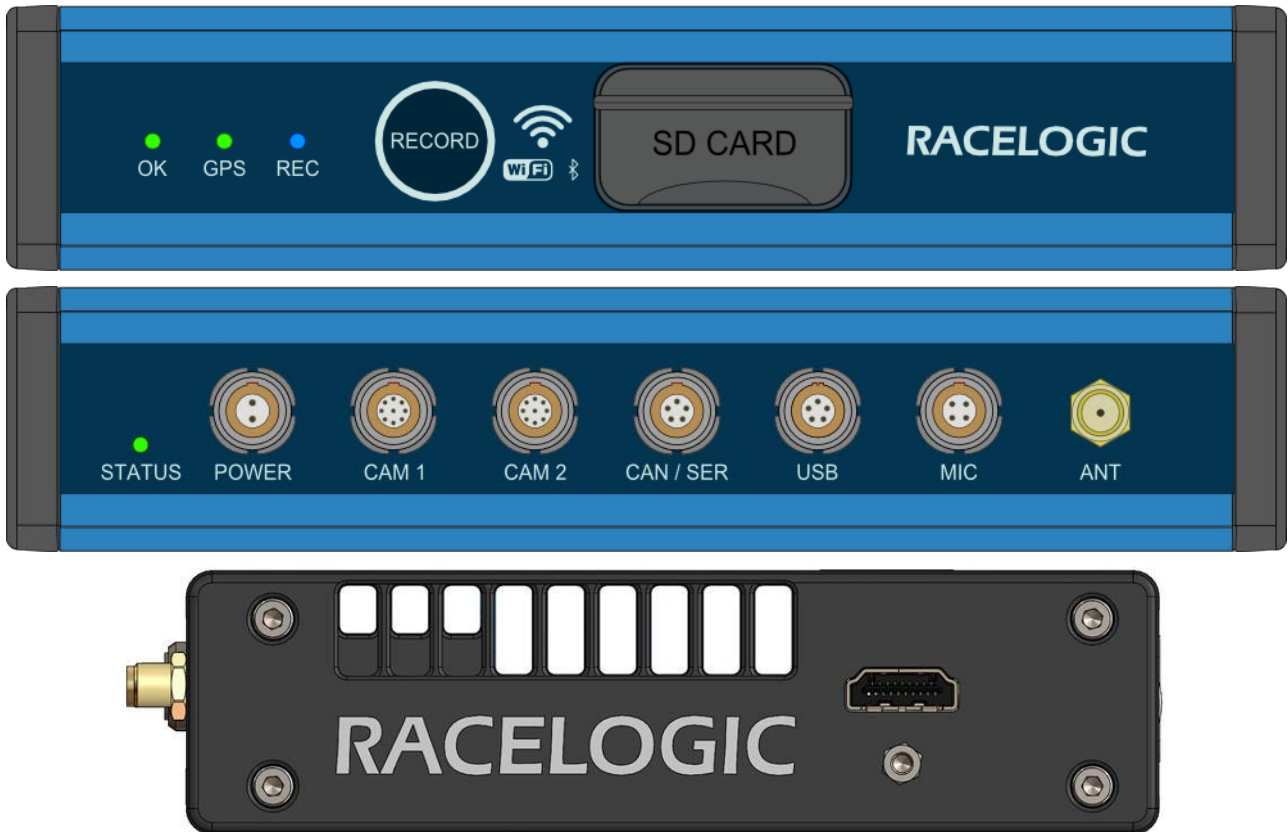 OK GPS REC
RECORD
WiFi
SD CARD
RACELOGIC
STATUS POWER CAM 1 CAM 2 CAN / SER USB MIC ANT
RACELOGIC